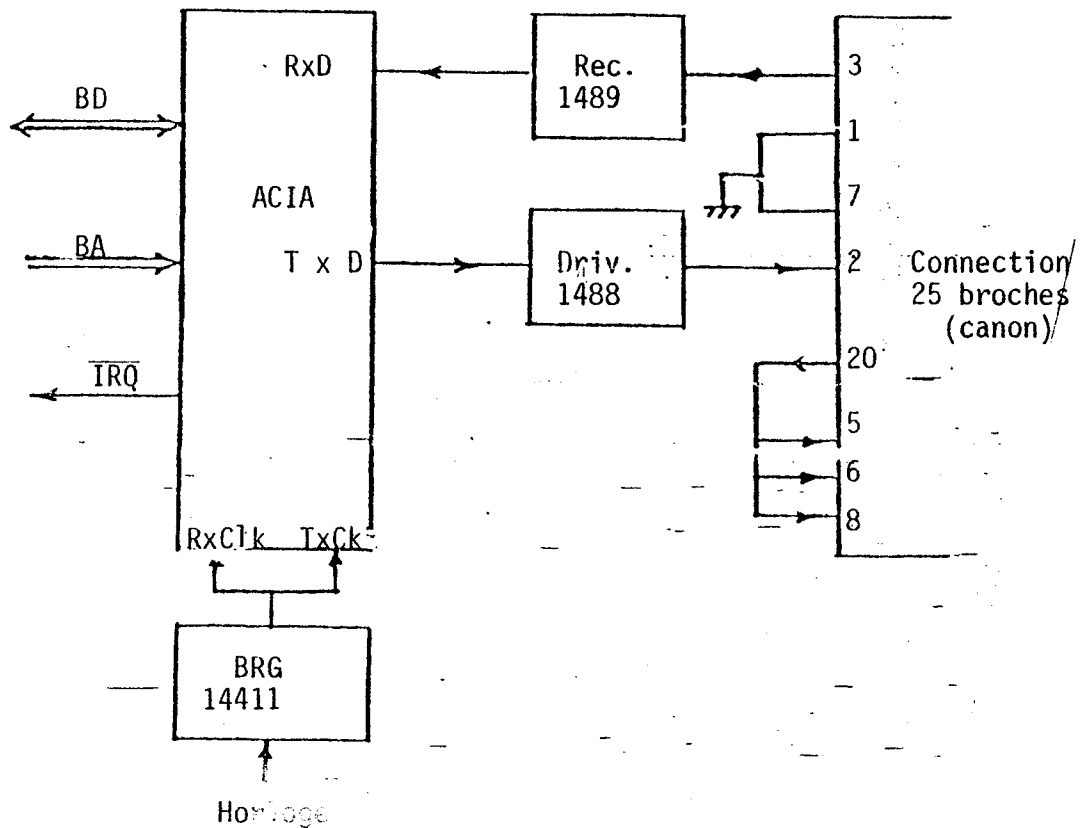 BD
BA
IRQ
RxD
ACIA
T x D
RxClk TxCk
BRG
14411
Horloge
Rec.
1489
Driv.
1488
3
1
7
2
20
5
6
8
Connection
25 broches
(canon)